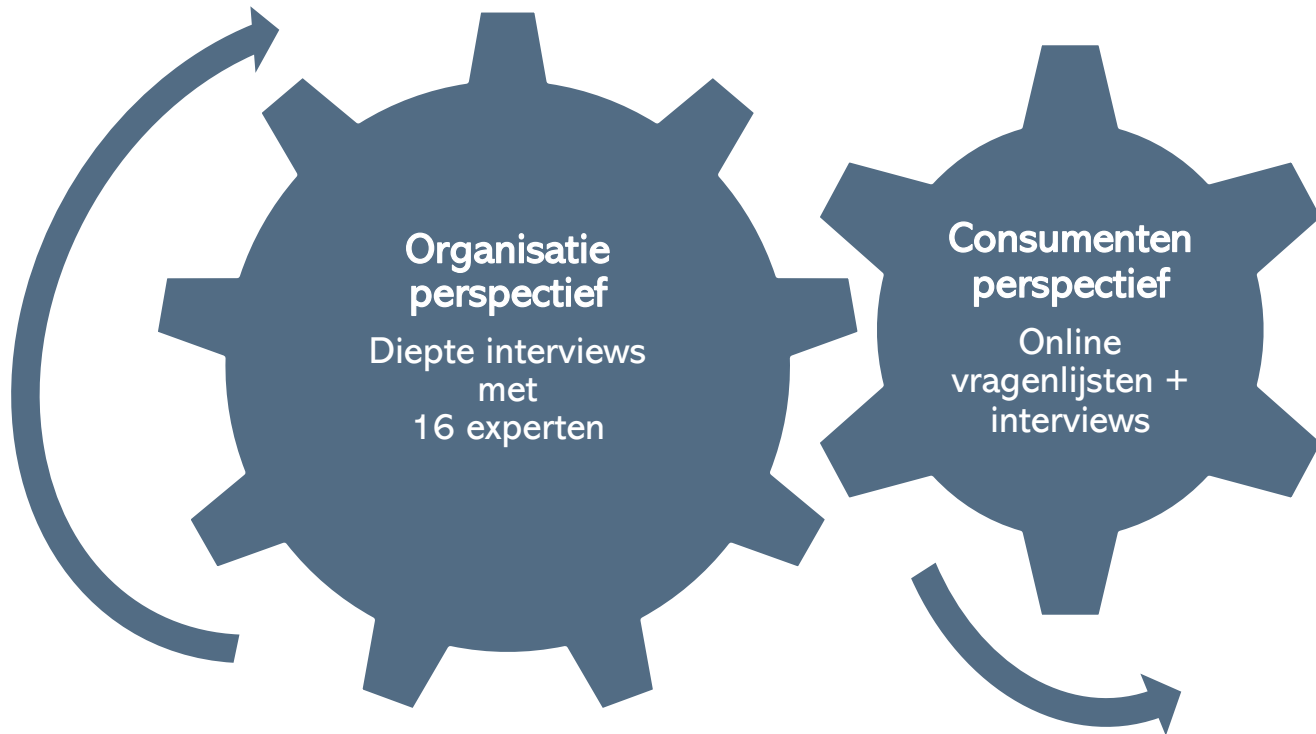 Organisatie
perspectief
Diepte interviews
met
16 experten
Consumenten
perspectief
Online
vragenlijsten +
interviews